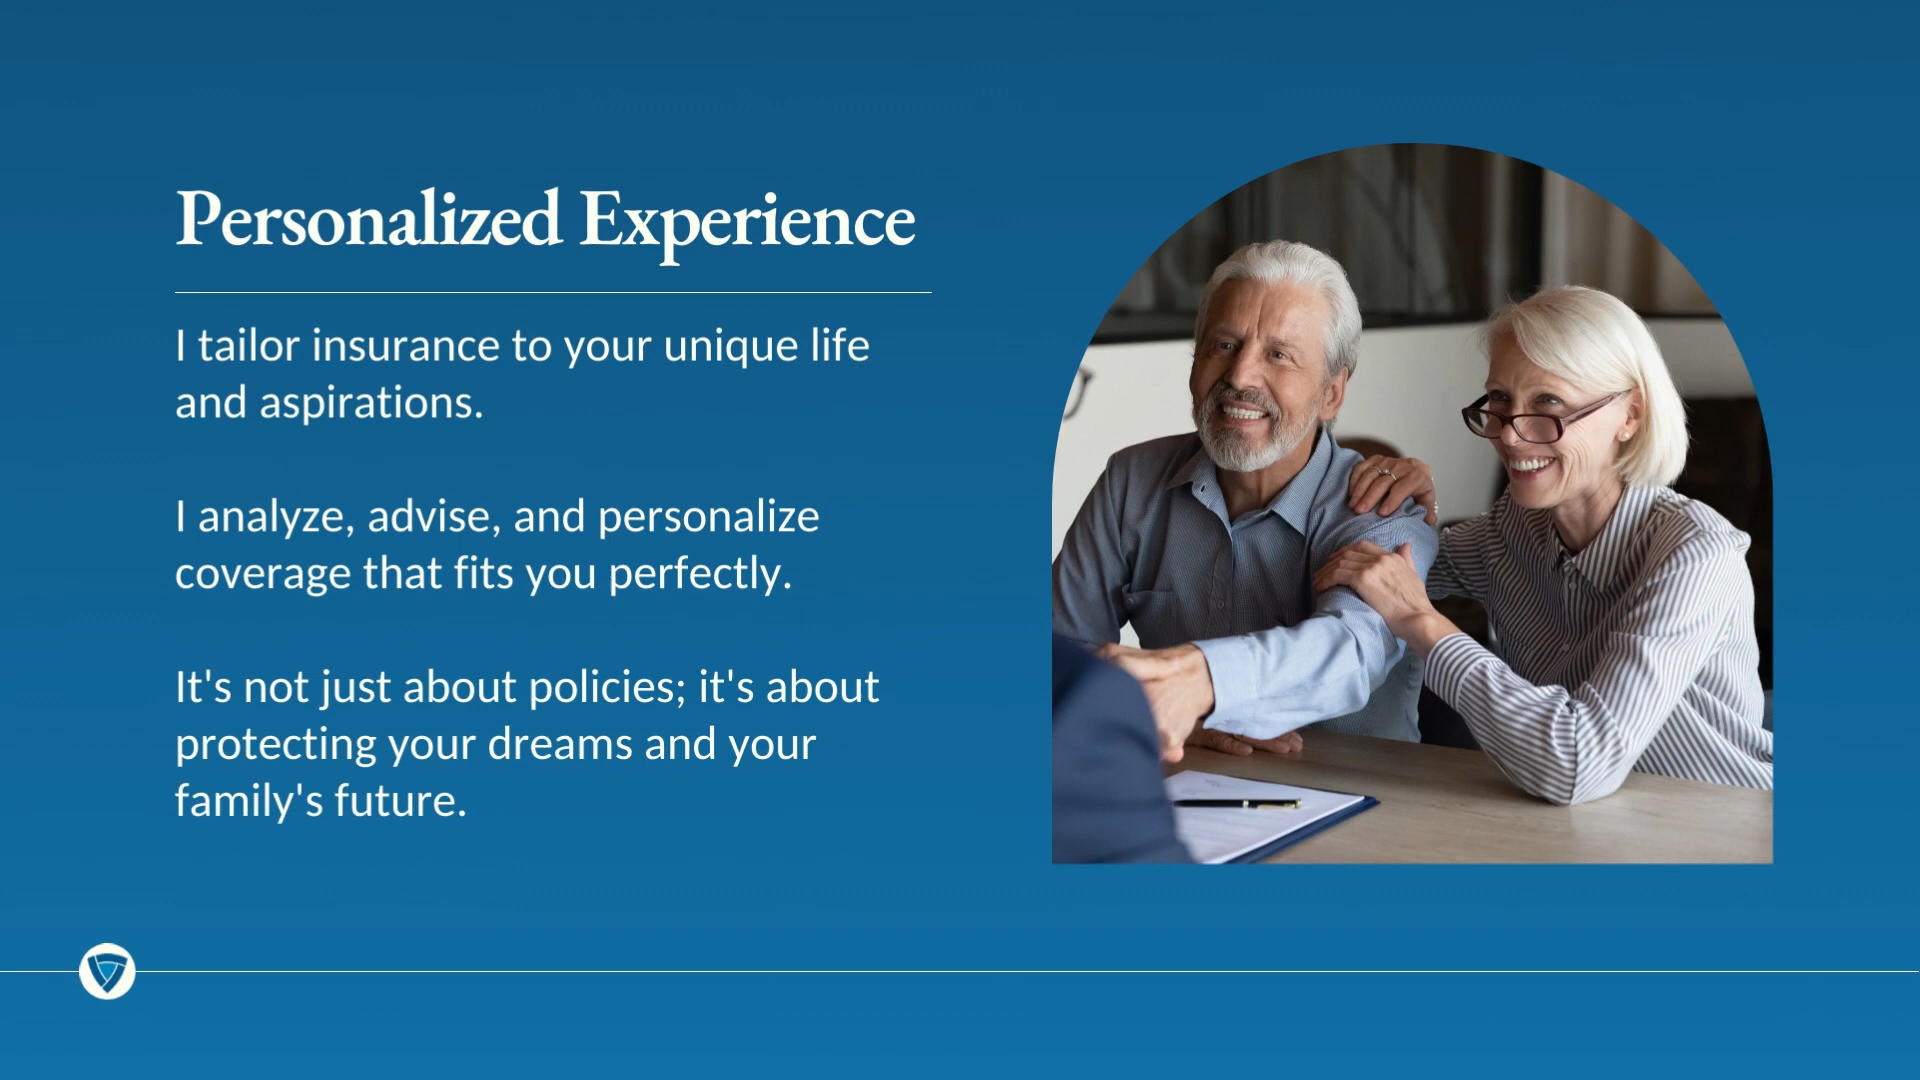 Personalized Experience
I tailor insurance to your unique life
and aspirations.
I analyze, advise, and personalize
coverage that fits you perfectly.
It's not just about policies; it's about
protecting your dreams and your
family's future.